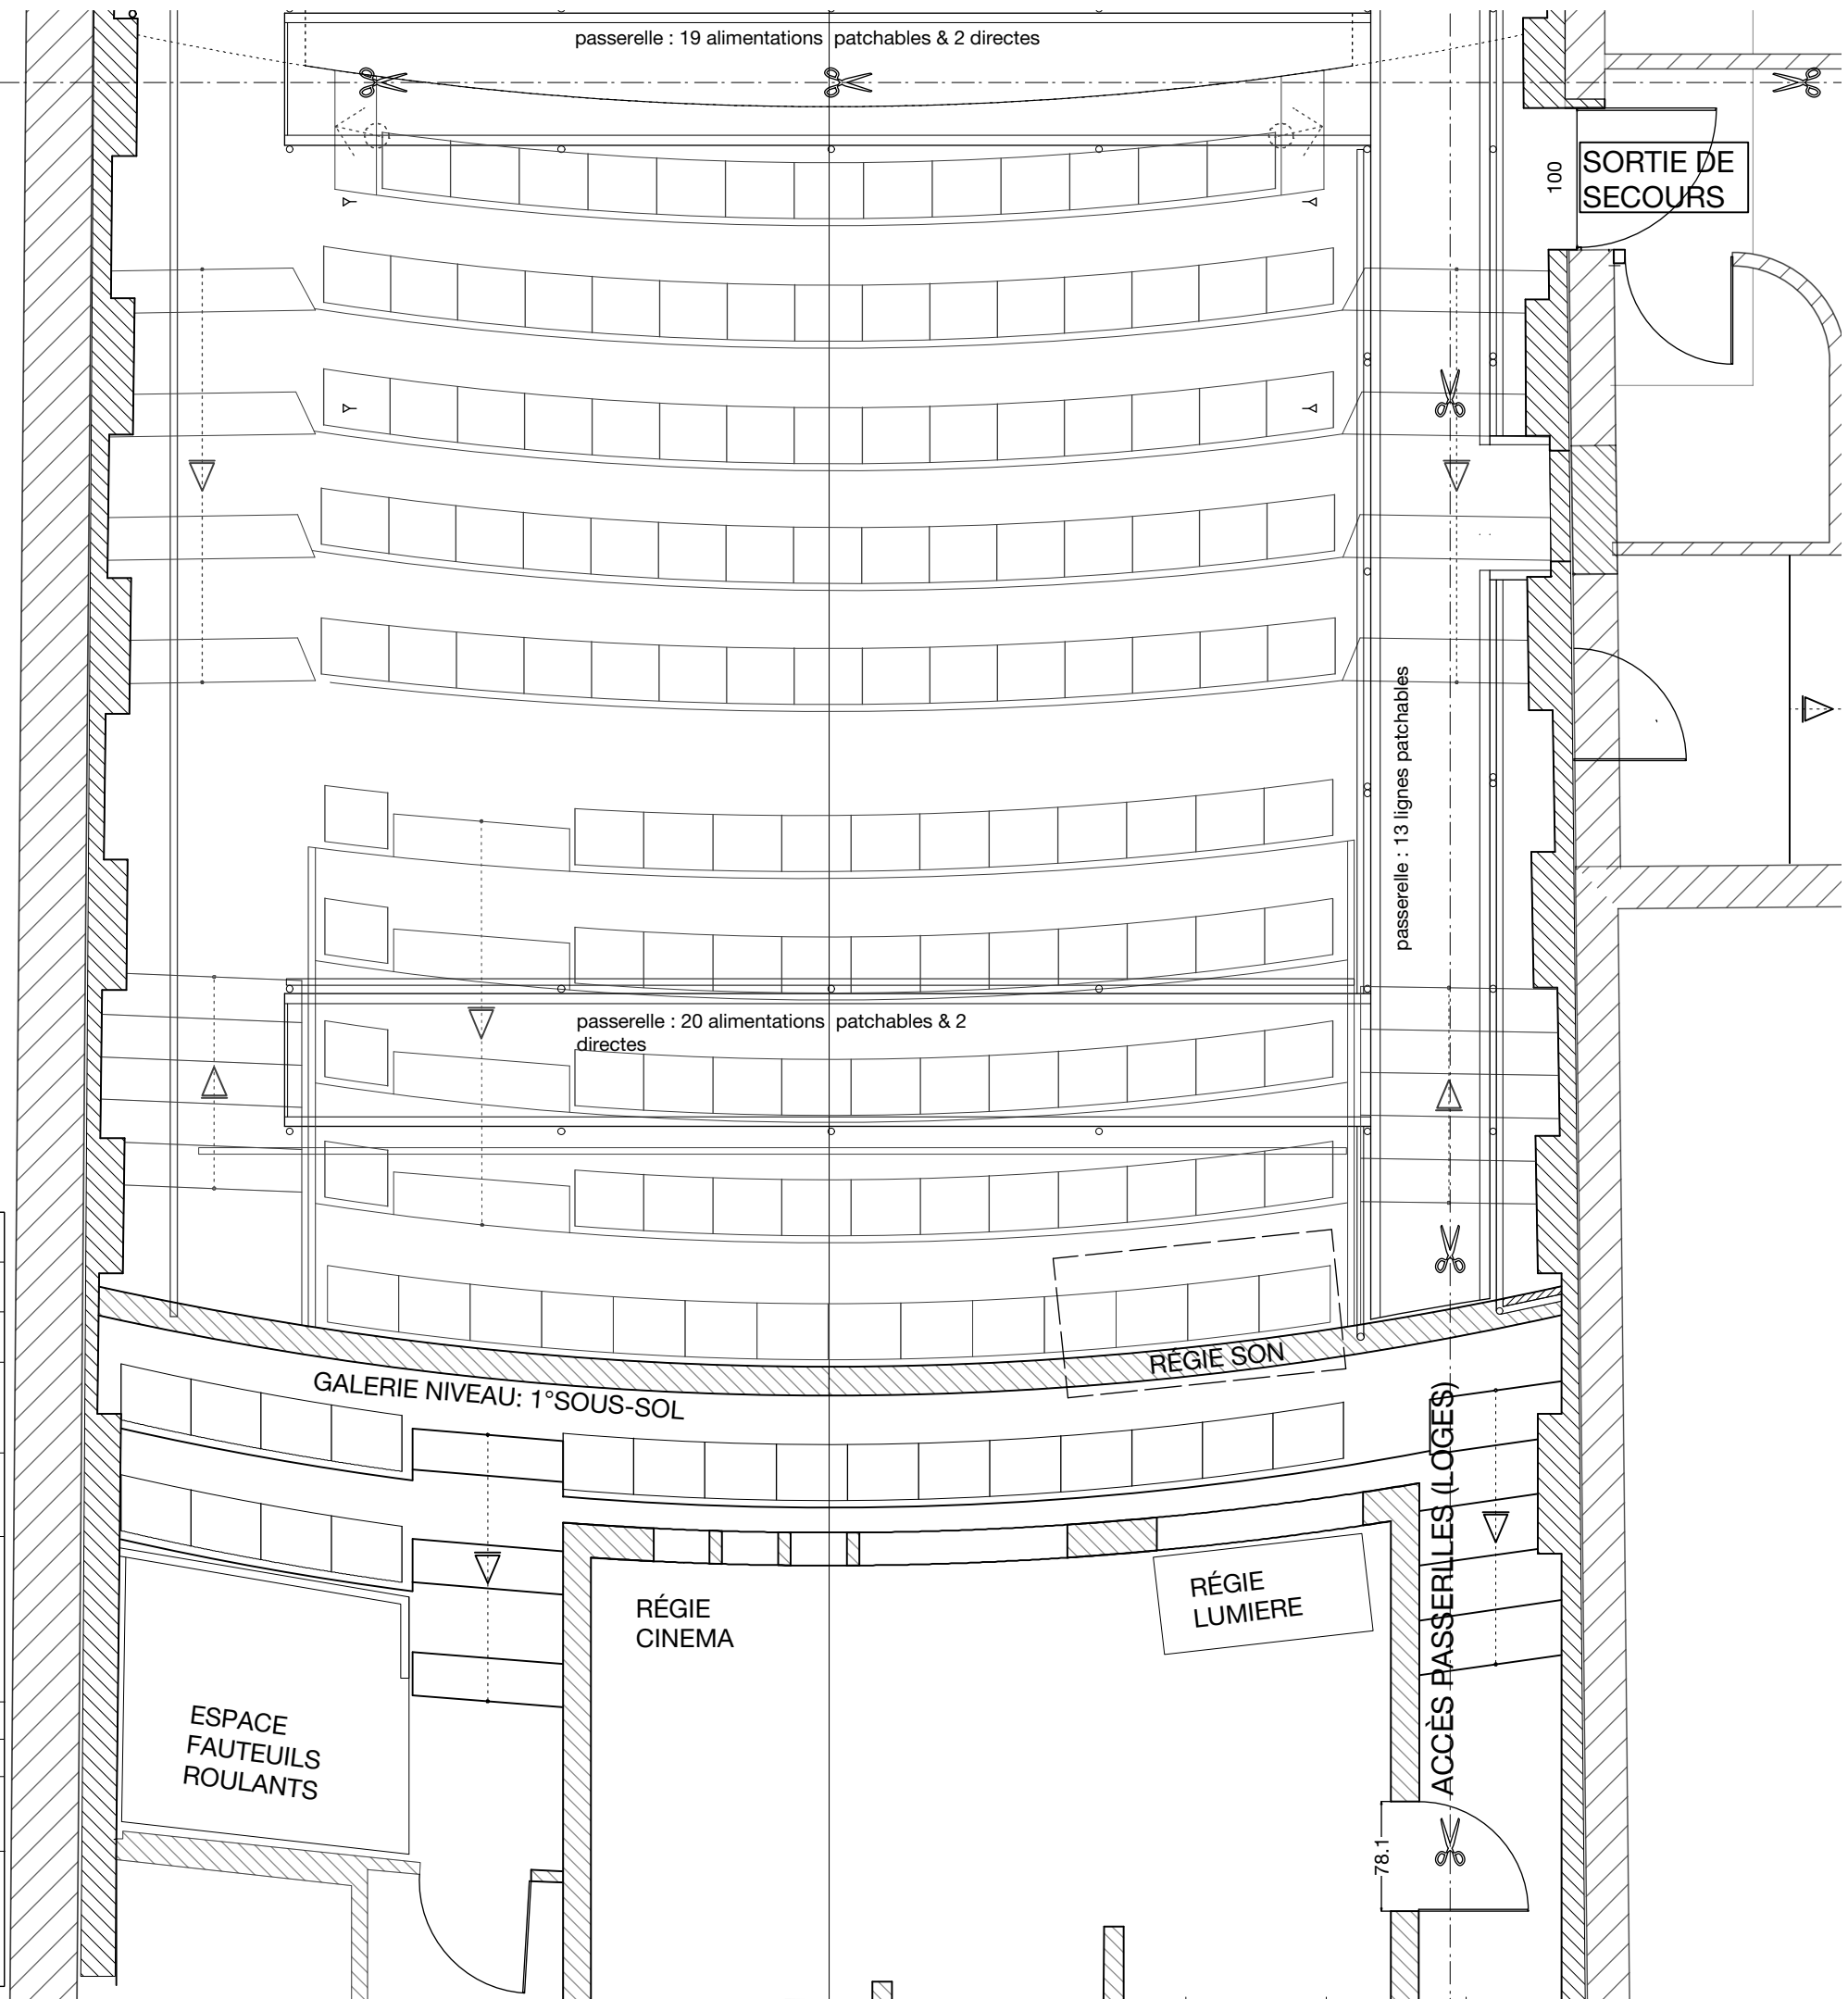 passerelle : 19 alimentations patchables & 2 directes
SORTIE DE
SECOURS
100
passerelle : 13 lignes patchables
passerelle : 20 alimentations patchables & 2
directes
RÉGIE SON
GALERIE NIVEAU: 1°SOUS-SOL
ACCÈS PASSERLLES (LOGES)
RÉGIE
CINEMA
RÉGIE
LUMIERE
ESPACE
FAUTEUILS
ROULANTS
78.1